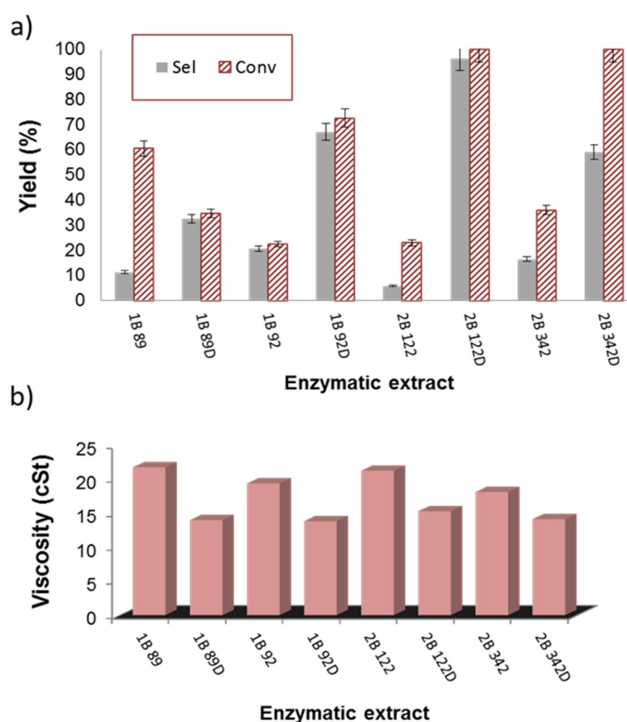 a)
Yield (%)
100
90
80
70
60
50
40
30
20
10
0
Sel Conv
1B 89 1B 89D 1B 92 1B 92D 2B 122 2B 122D 2B 342 2B 342D
Enzymatic extract
b)
Viscosity (cSt)
25
20
15
10
5
0
1B 89 1B 89D 1B 92 1B 92D 2B 122 2B 122D 2B 342 2B 342D
Enzymatic extract